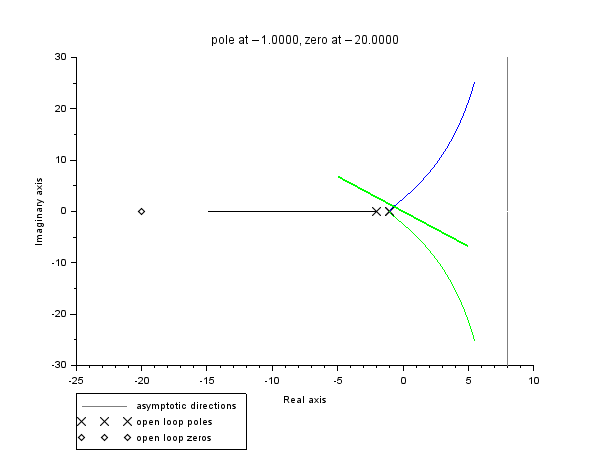 pole at −1.0000, zero at −20.0000
30
20
10
0
-10
-20
-30
Imaginary axis
-25
-20
-15
-10
-5
0
5
10
Real axis
asymptotic directions
open loop poles
open loop zeros